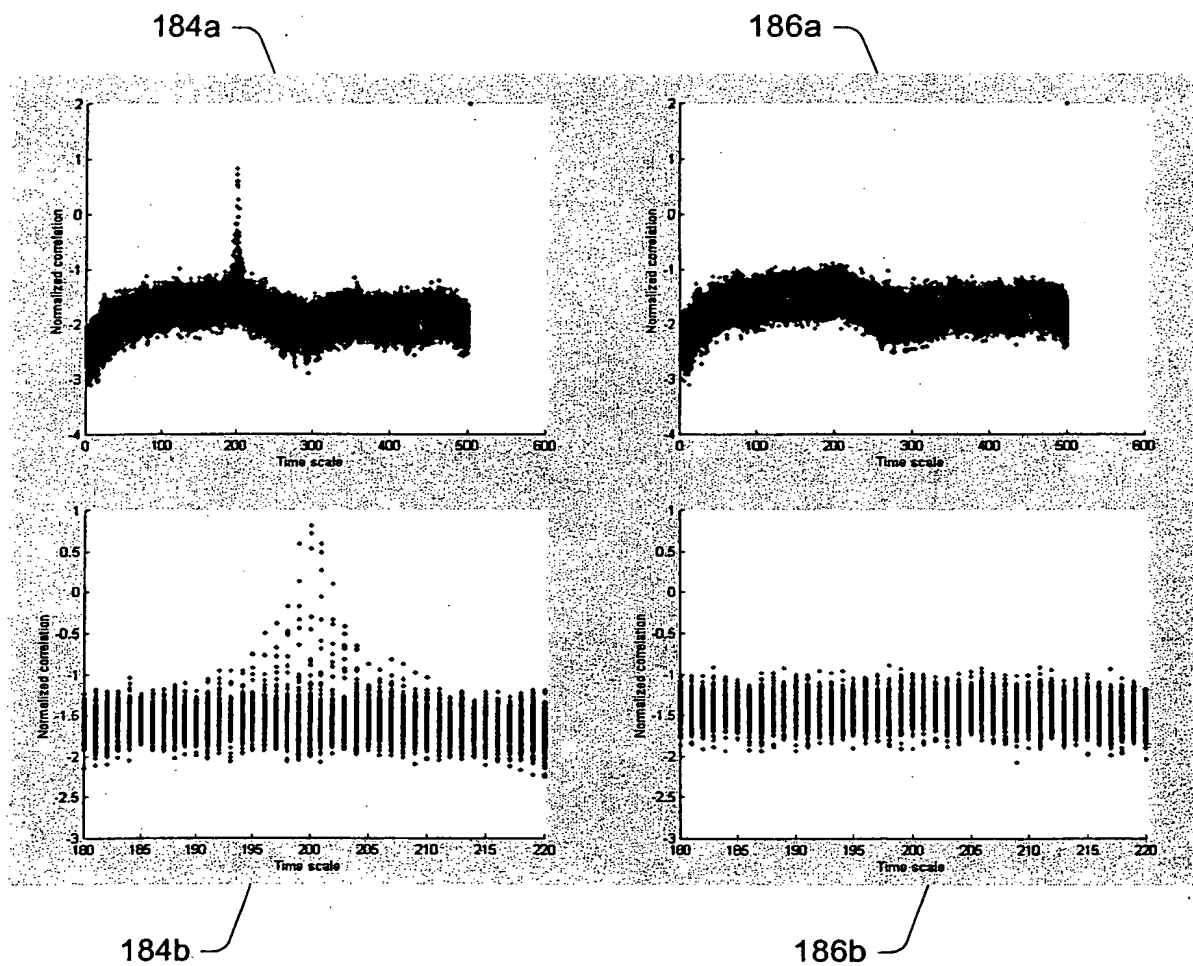 184a
186a
2
1
0
-1
-2
-3
-4
Normalized correlation
0 100 200 300 400 500 600
Time scale
2
1
0
-1
-2
-3
-4
Normalized correlation
0 100 200 300 400 500 600
Time scale
1
0.5
0
-0.5
-1
-1.5
-2
-2.5
-3
Normalized correlation
180 185 190 195 200 205 210 215 220
Time scale
1
0.5
0
-0.5
-1
-1.5
-2
-2.5
-3
Normalized correlation
180 185 190 195 200 205 210 215 220
Time scale
184b
186b